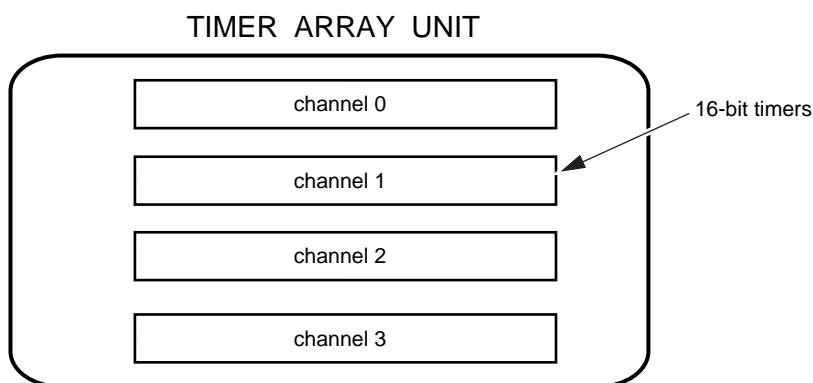 TIMER ARRAY UNIT
channel 0
16-bit timers
channel 1
channel 2
channel 3